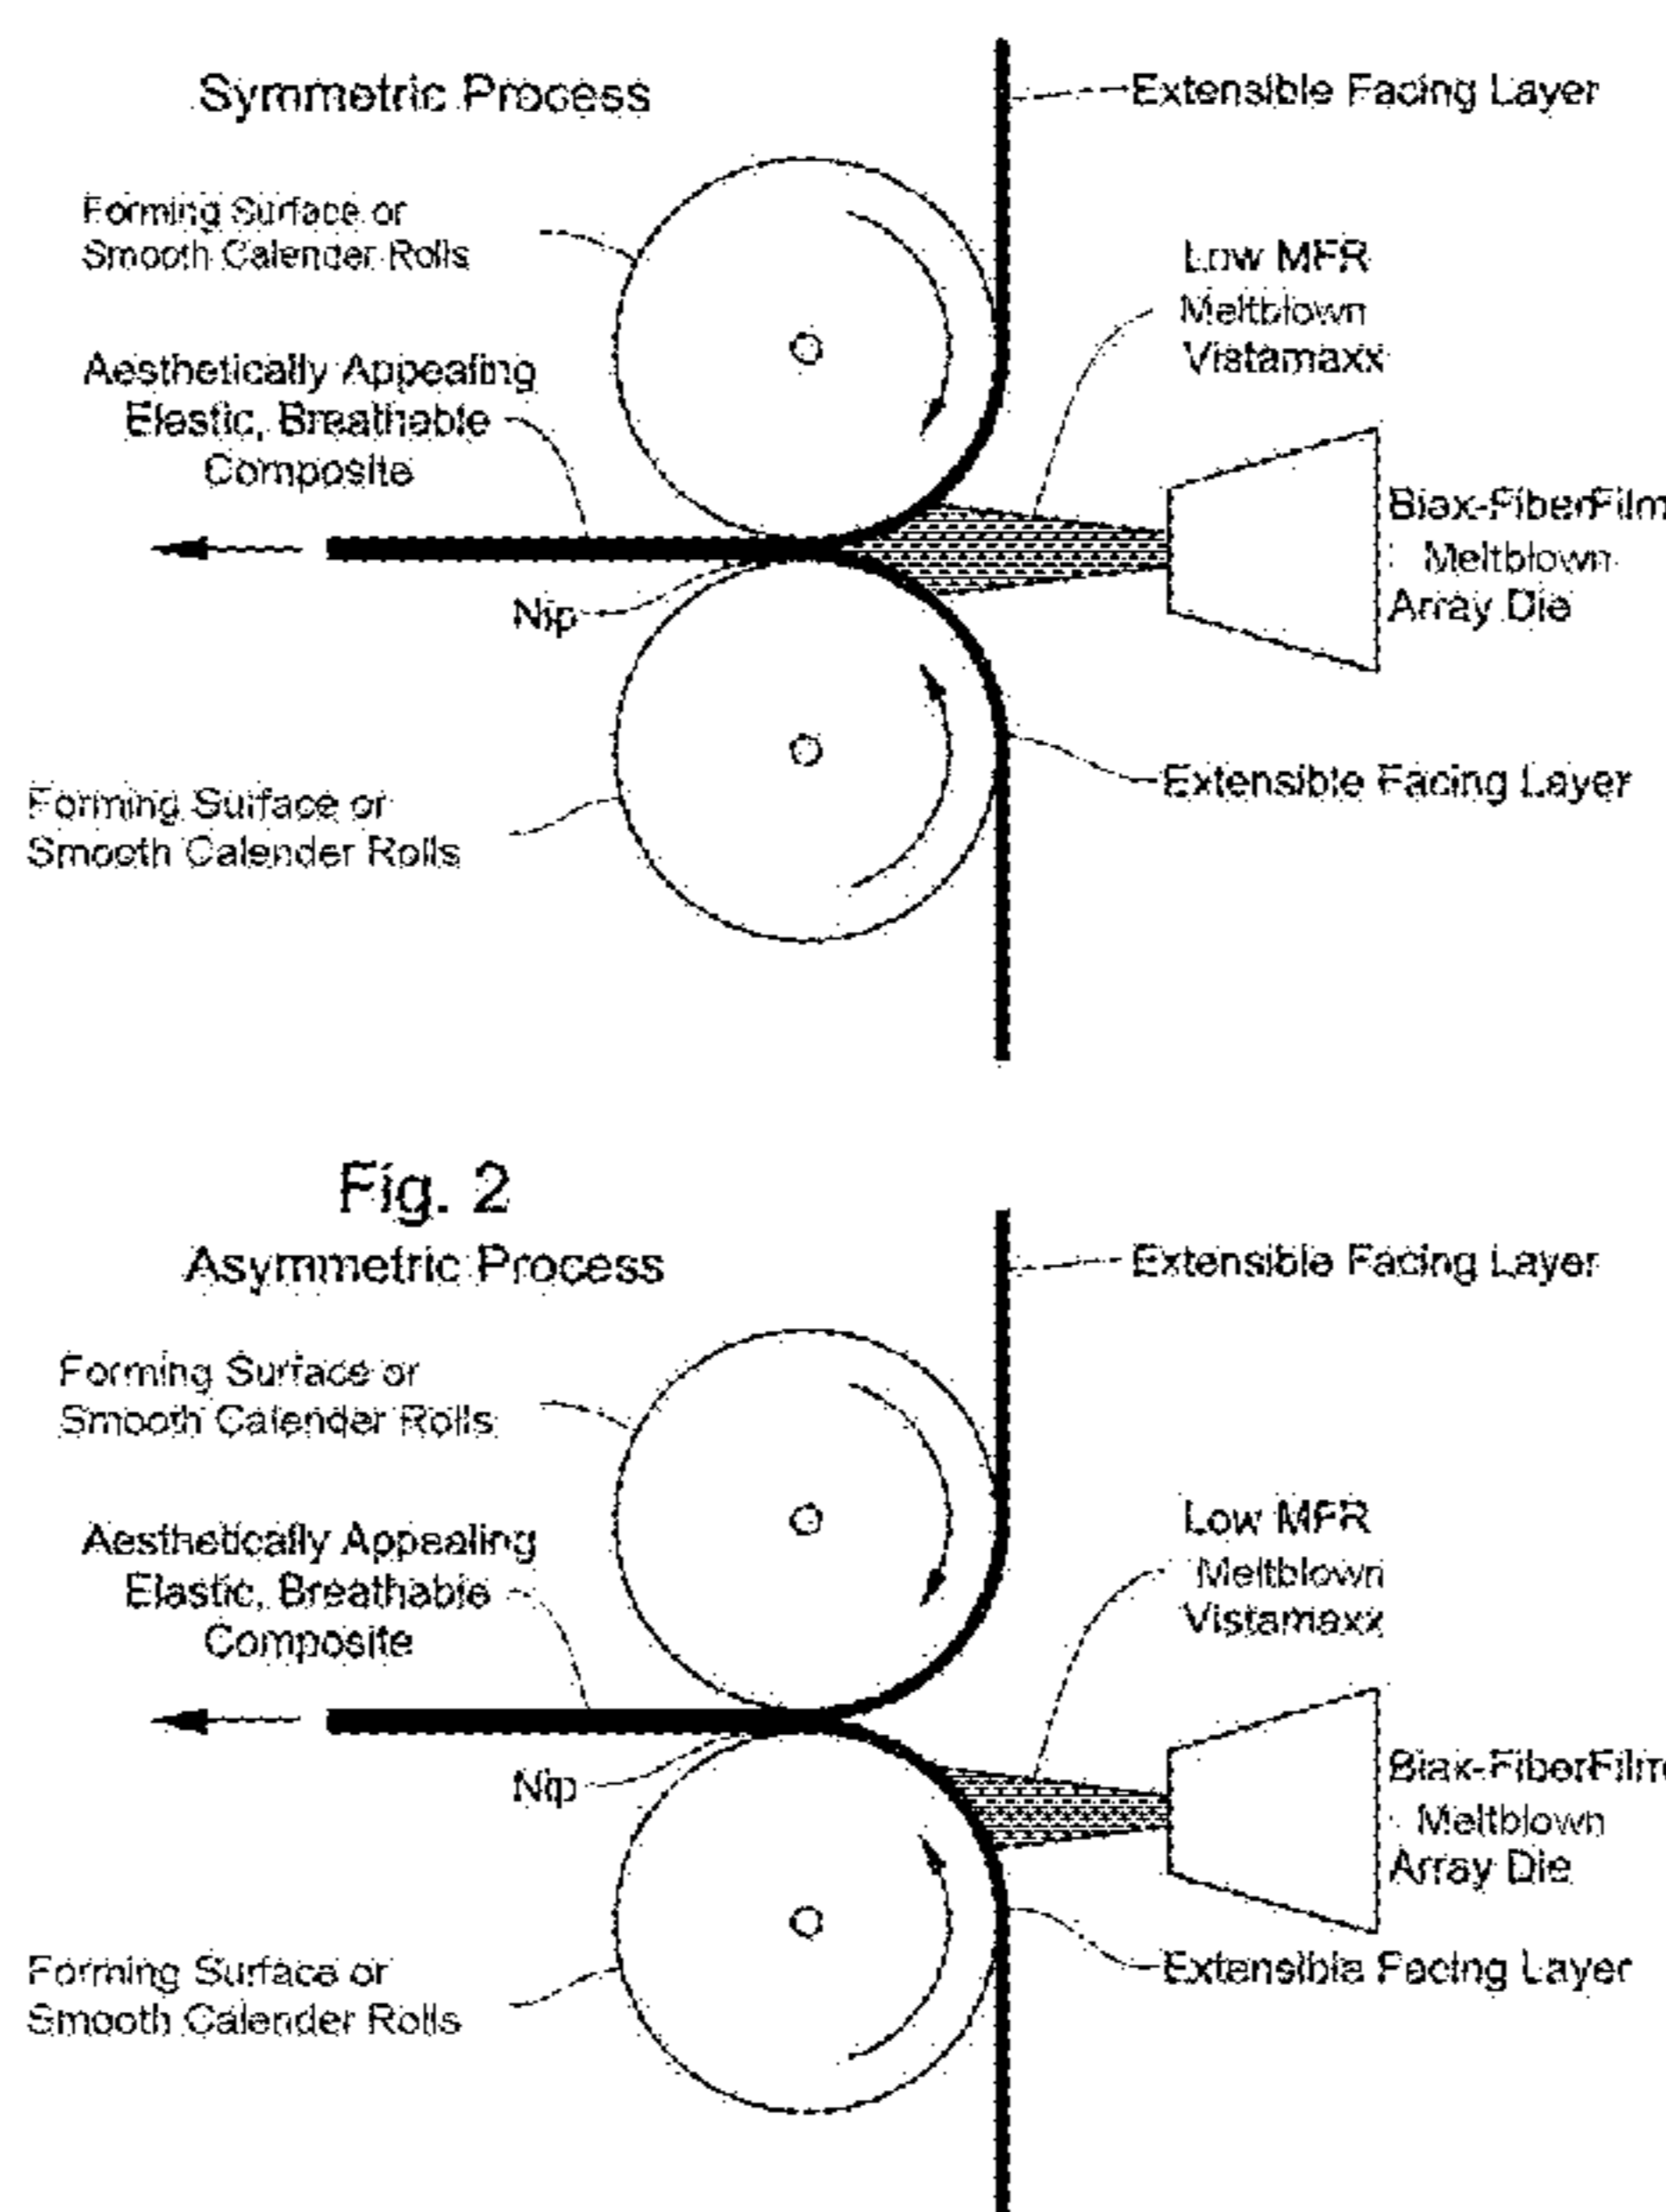 Symmetric Process
Extensible Facing Layer
Forming Surface or
Smooth Calender Rolls
Low MFR
Meltblown
Vistamaxx
Aesthetically Appealing
Elastic, Breathable
Composite
Biax-FiberFilm
Meltblown
Array Die
Nip
Extensible Facing Layer
Forming Surface or
Smooth Calender Rolls
Fig. 2
Asymmetric Process
Extensible Facing Layer
Forming Surface or
Smooth Calender Rolls
Low MFR
Meltblown
Vistamaxx
Aesthetically Appealing
Elastic, Breathable
Composite
Biax-FiberFilm
Meltblown
Array Die
Nip
Extensible Facing Layer
Forming Surface or
Smooth Calender Rolls